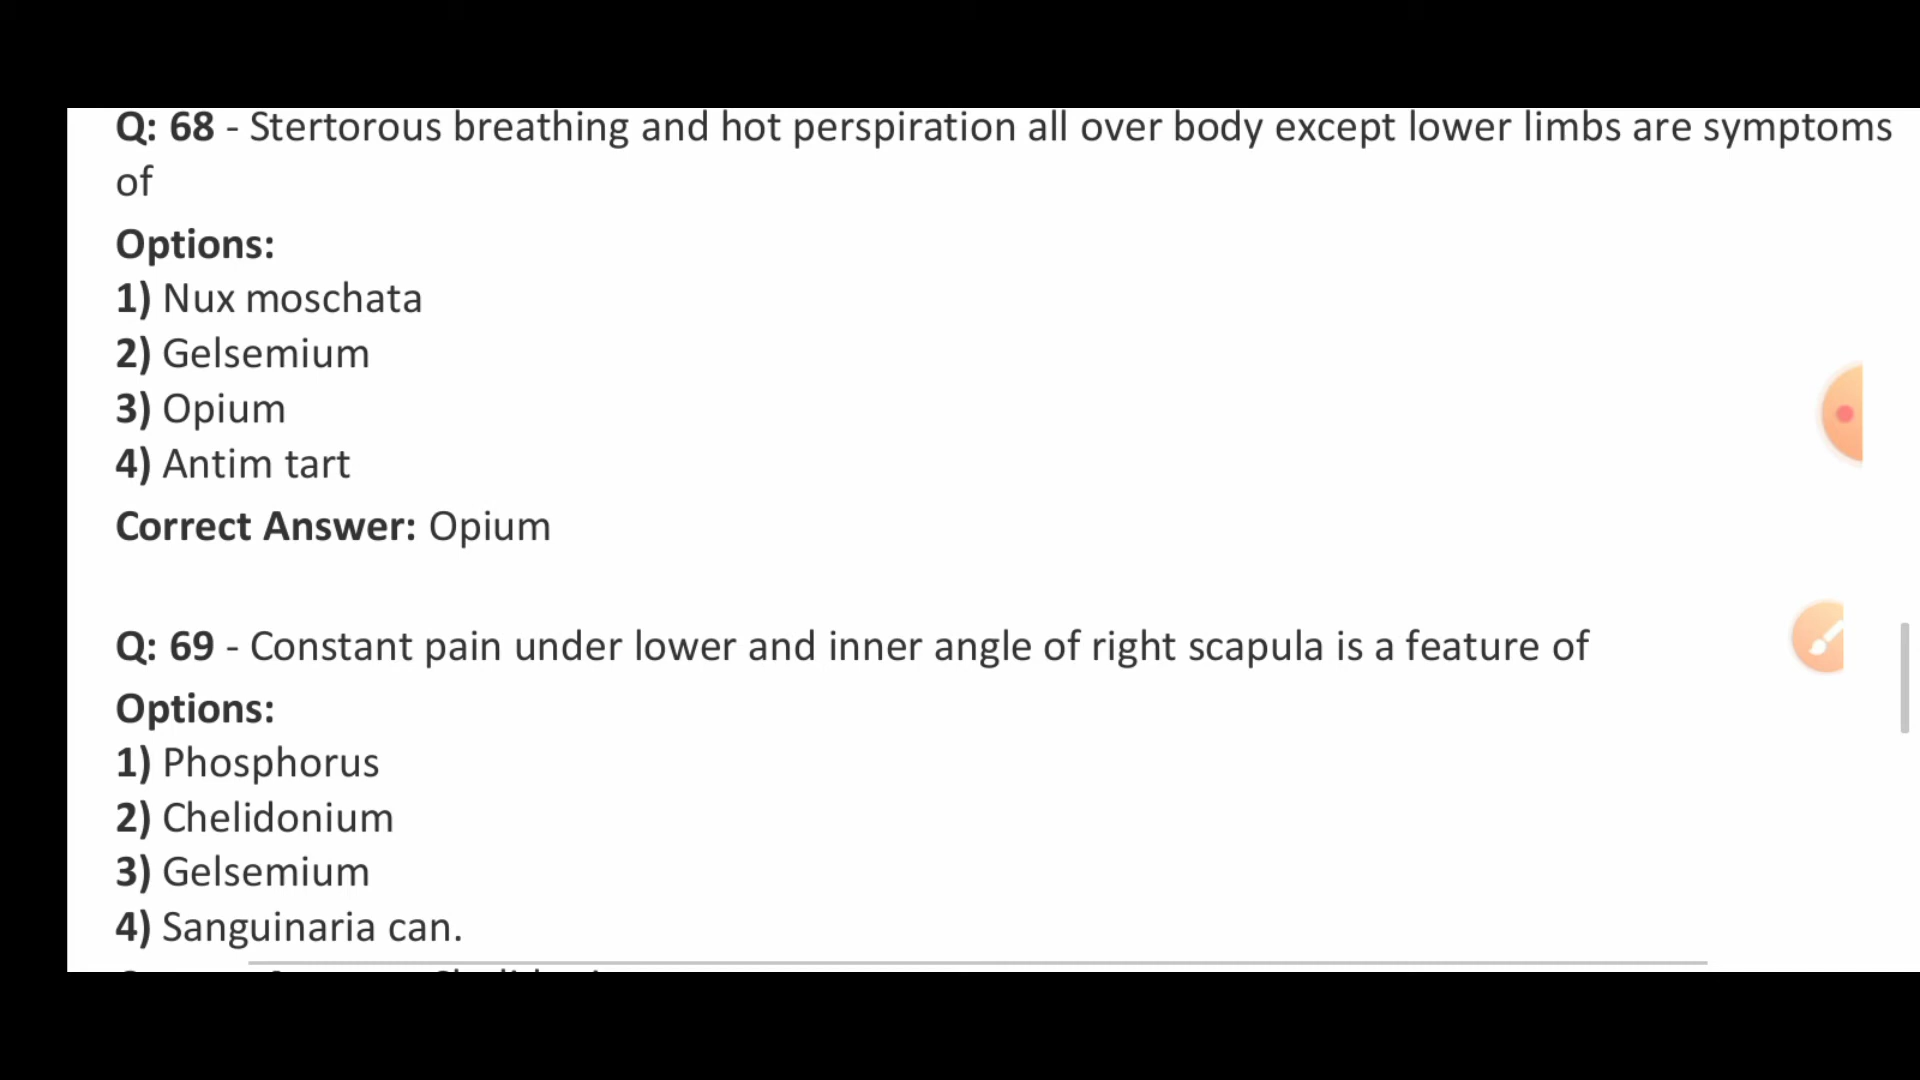 Q: 68 - Stertorous breathing and hot perspiration all over body except lower limbs are symptoms
of
Options:
1) Nux moschata
2) Gelsemium
3) Opium
4) Antim tart
Correct Answer: Opium
Q: 69 - Constant pain under lower and inner angle of right scapula is a feature of
Options:
1) Phosphorus
2) Chelidonium
3) Gelsemium
4) Sanguinaria can.